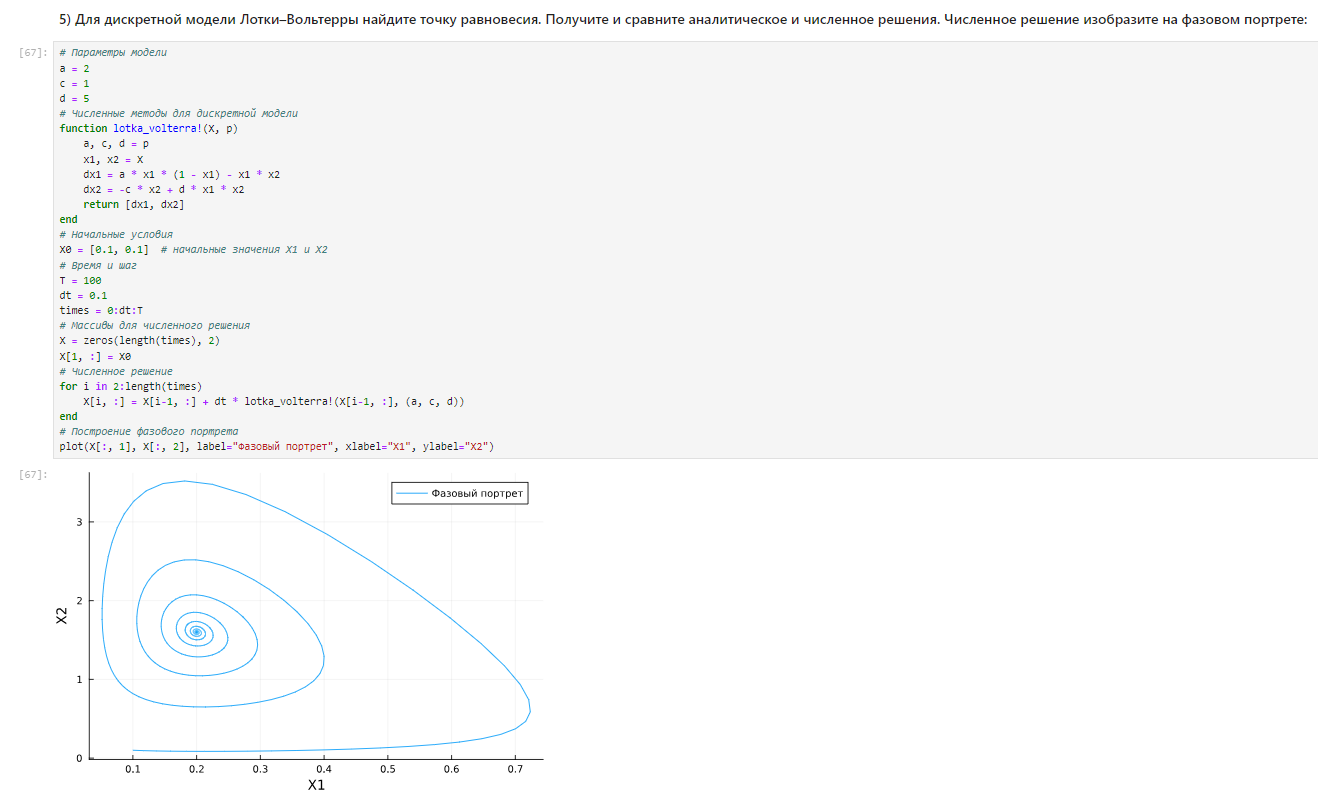 5) Для дискретной модели Лотки–Вольтерры найдите точку равновесия. Получите и сравните аналитическое и численное решения. Численное решение изобразите на фазовом портрете:
[67]:
# Параметры модели
a = 2
c = 1
d = 5
# Численные методы для дискретной модели
function lotka_volterra!(X, p)
    a, c, d = p
    x1, x2 = X
    dx1 = a * x1 * (1 - x1) - x1 * x2
    dx2 = -c * x2 + d * x1 * x2
    return [dx1, dx2]
end
# Начальные условия
X0 = [0.1, 0.1]  # начальные значения X1 и X2
# Время и шаг
T = 100
dt = 0.1
times = 0:dt:T
# Массивы для численного решения
X = zeros(length(times), 2)
X[1, :] = X0
# Численное решение
for i in 2:length(times)
    X[i, :] = X[i-1, :] + dt * lotka_volterra!(X[i-1, :], (a, c, d))
end
# Построение фазового портрета
plot(X[:, 1], X[:, 2], label="Фазовый портрет", xlabel="X1", ylabel="X2")
[67]:
Фазовый портрет
3
2
1
0
X2
0.1 0.2 0.3 0.4 0.5 0.6 0.7
X1